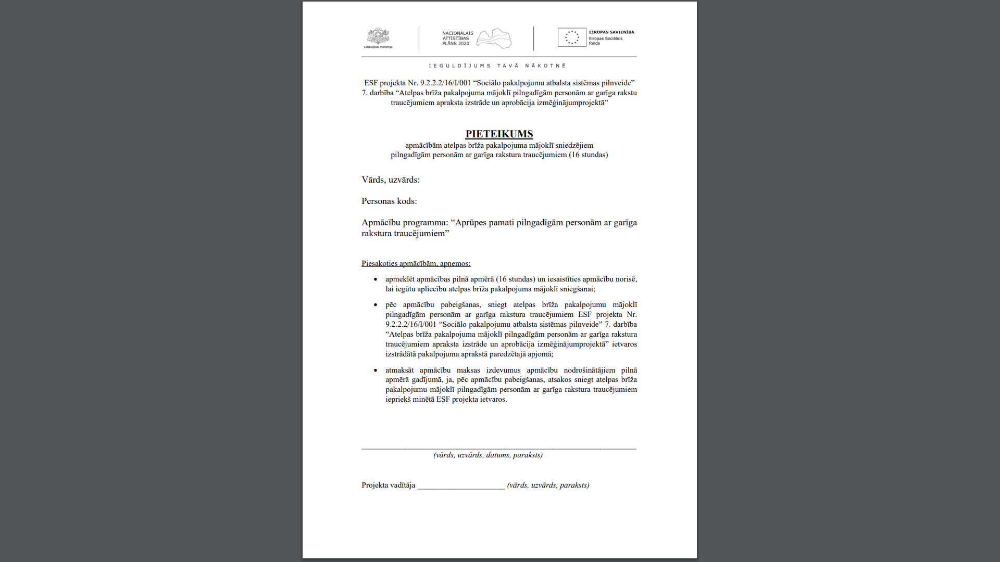 Labklājības ministrija
NACIONĀLAIS
ATTĪSTĪBAS
PLĀNS 2020
EIROPAS SAVIENĪBA
Eiropas Sociālais
fonds
IEGULDĪJUMS TAVĀ NĀKOTNĒ
ESF projekta Nr. 9.2.2.2/16/I/001 “Sociālo pakalpojumu atbalsta sistēmas pilnveide”
7. darbība “Atelpas brīža pakalpojuma mājoklī pilngadīgām personām ar garīga rakstu
traucējumiem apraksta izstrāde un aprobācija izmēģinājumprojektā”
PIETEIKUMS
apmācībām atelpas brīža pakalpojuma mājoklī sniedzējiem
pilngadīgām personām ar garīga rakstura traucējumiem (16 stundas)
Vārds, uzvārds:
Personas kods:
Apmācību programma: “Aprūpes pamati pilngadīgām personām ar garīga
rakstura traucējumiem”
Piesakoties apmācībām, apņemos:
• apmeklēt apmācības pilnā apmērā (16 stundas) un iesaistīties apmācību norisē,
lai iegūtu apliecību atelpas brīža pakalpojuma mājoklī sniegšanai;
• pēc apmācību pabeigšanas, sniegt atelpas brīža pakalpojumu mājoklī
pilngadīgām personām ar garīga rakstura traucējumiem ESF projekta Nr.
9.2.2.2/16/I/001 “Sociālo pakalpojumu atbalsta sistēmas pilnveide” 7. darbība
“Atelpas brīža pakalpojuma mājoklī pilngadīgām personām ar garīga rakstura
traucējumiem apraksta izstrāde un aprobācija izmēģinājumprojektā” ietvaros
izstrādātā pakalpojuma aprakstā paredzētajā apjomā;
• atmaksāt apmācību maksas izdevumus apmācību nodrošinātājiem pilnā
apmērā gadījumā, ja, pēc apmācību pabeigšanas, atsakos sniegt atelpas brīža
pakalpojumu mājoklī pilngadīgām personām ar garīga rakstura traucējumiem
iepriekš minētā ESF projekta ietvaros.
(vārds, uzvārds, datums, paraksts)
Projekta vadītāja ______________________ (vārds, uzvārds, paraksts)